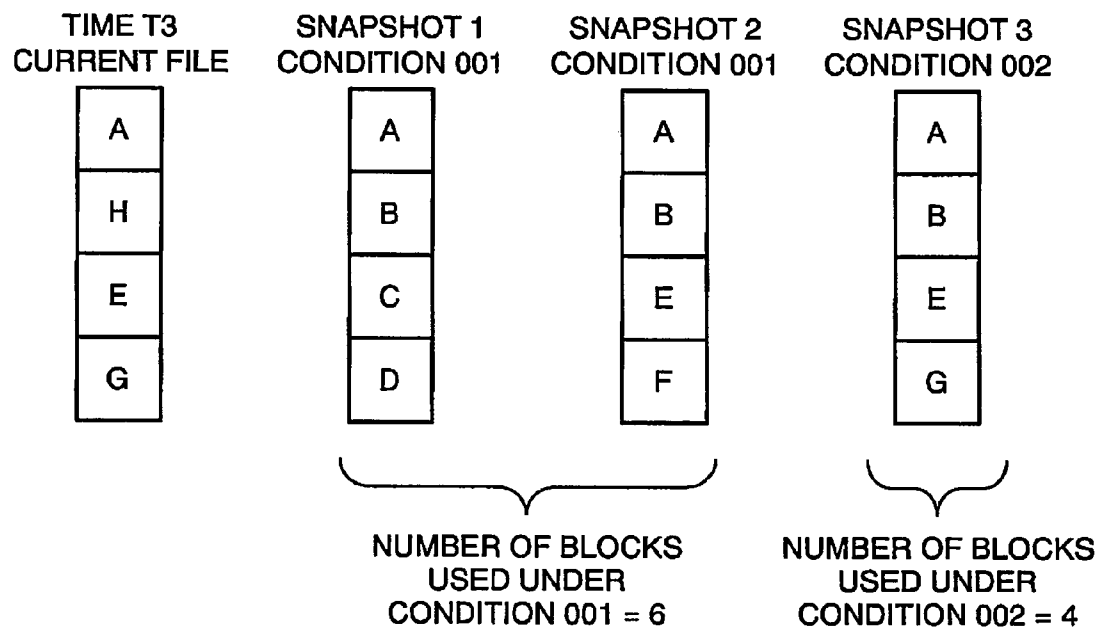 TIME T3
CURRENT FILE
SNAPSHOT 1
CONDITION 001
SNAPSHOT 2
CONDITION 001
SNAPSHOT 3
CONDITION 002
A
H
E
G
A
B
C
D
A
B
E
F
A
B
E
G
NUMBER OF BLOCKS
USED UNDER
CONDITION 001 = 6
NUMBER OF BLOCKS
USED UNDER
CONDITION 002 = 4